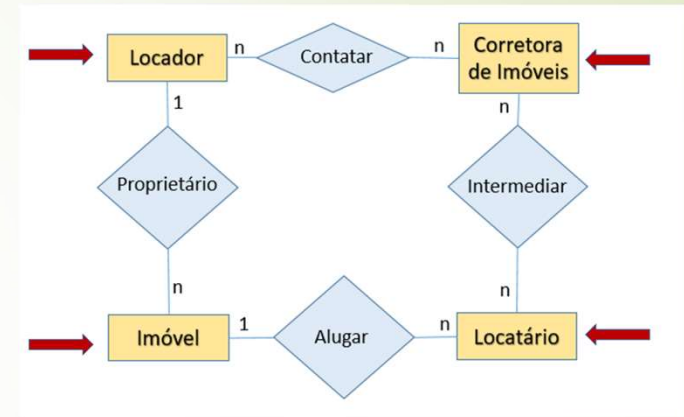 Locador
n
Contatar
n
Corretora
de Imóveis
1
n
Proprietário
Intermediar
n
n
Imóvel
1
Alugar
n
Locatário